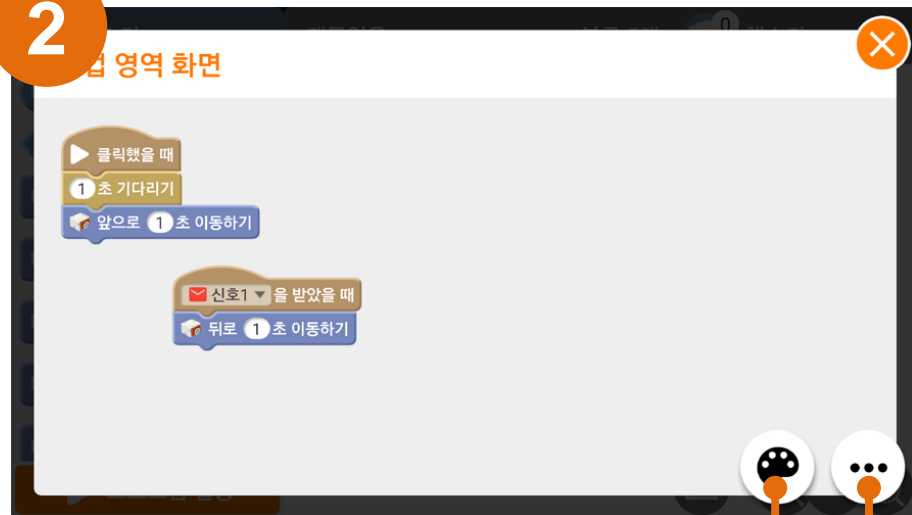 2
영역 화면
클릭했을 때
1 초 기다리기
앞으로 1 초 이동하기
신호1 을 받았을 때
뒤로 1 초 이동하기